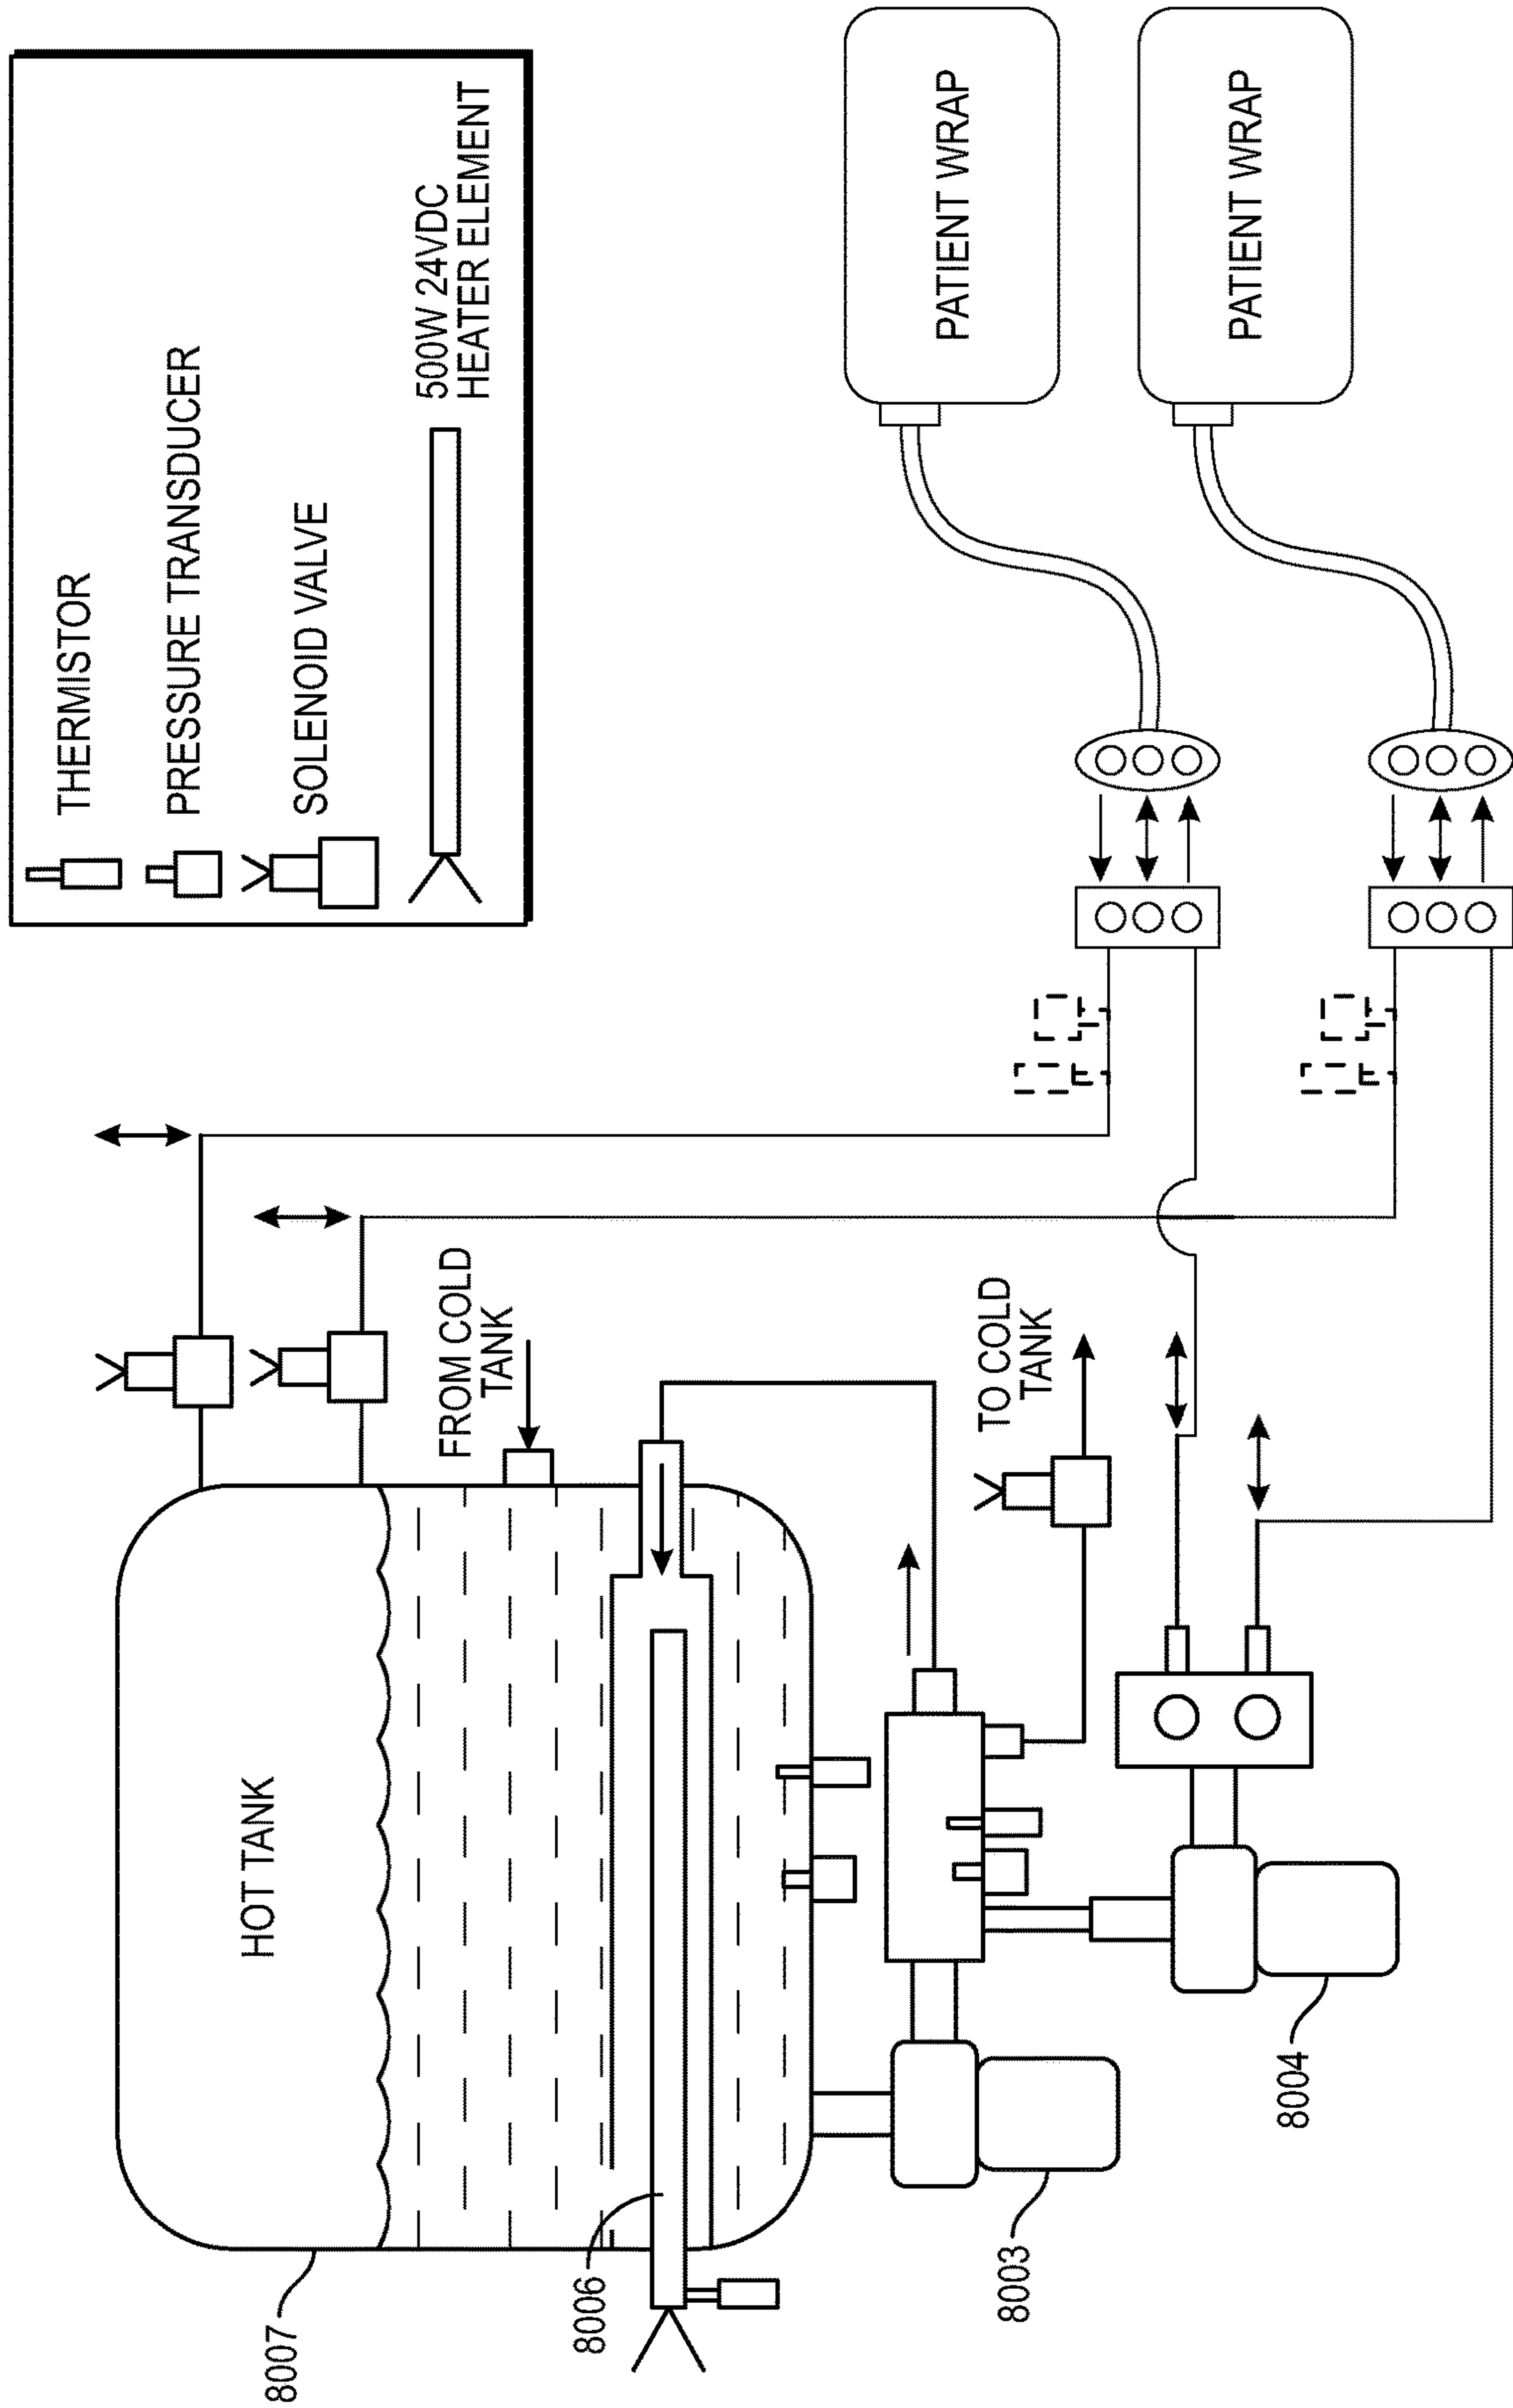 THERMISTOR
PRESSURE TRANSDUCER
SOLENOID VALVE
500W 24VDC
HEATER ELEMENT
PATIENT WRAP
PATIENT WRAP
HOT TANK
FROM COLD
TANK
TO COLD
TANK
8007
8006
8003
8004